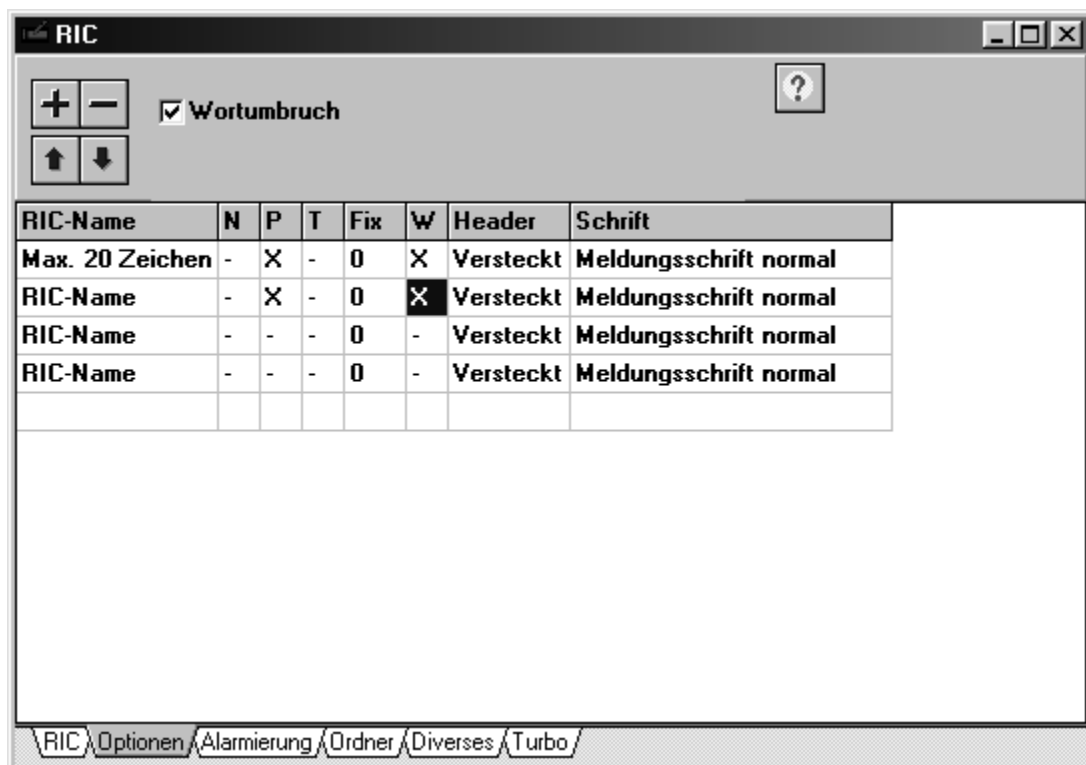 RIC
Wortumbruch
?
RIC-Name N P T Fix W Header Schrift
Max. 20 Zeichen - X - 0 X Versteckt Meldungsschrift normal
RIC-Name - X - 0 X Versteckt Meldungsschrift normal
RIC-Name - - - 0 - Versteckt Meldungsschrift normal
RIC-Name - - - 0 - Versteckt Meldungsschrift normal
RIC Optionen Alarmierung Ordner Diverses Turbo